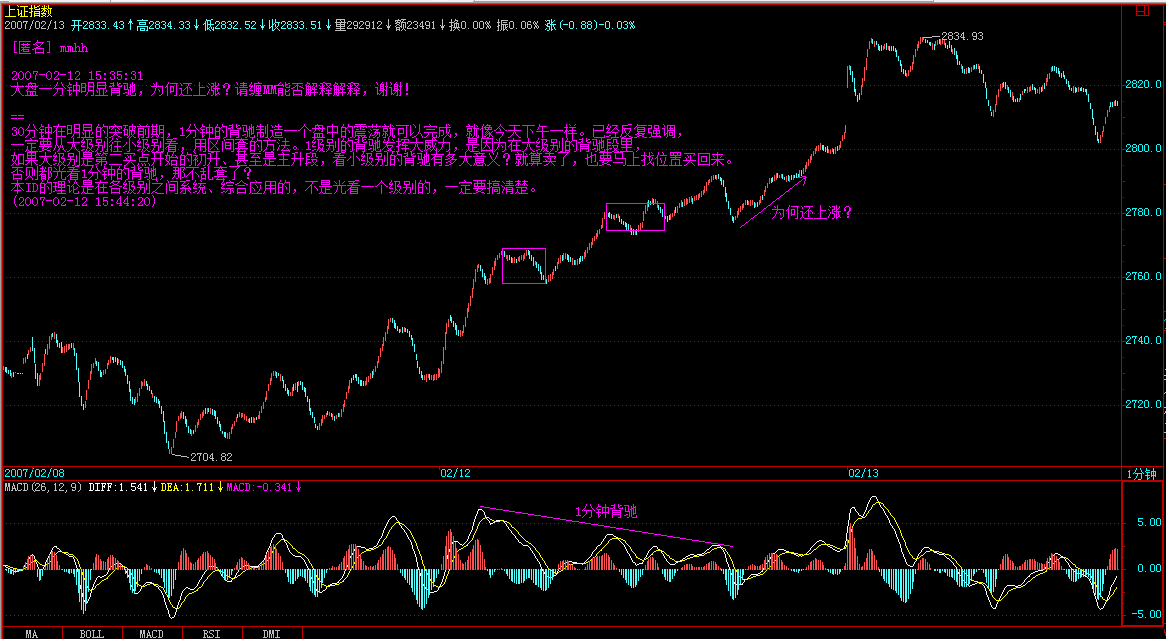 上证指数
2007/02/13 开2833.43↑高2834.33↓低2832.52↓收2833.51↓量292912↓额23491↓换0.00% 振0.06% 涨(-0.88)-0.03%
[匿名] mmhh
2007-02-12 15:35:31
大盘一分钟明显背驰，为何还上涨？请缠MM能否解释解释，谢谢！
==
30分钟在明显的突破前期，1分钟的背驰制造一个盘中的震荡就可以完成，就像今天下午一样。已经反复强调，
一定要从大级别往小级别看，用区间套的方法。1级别的背驰发挥大威力，是因为在大级别的背驰段里，
如果大级别是第二买点开始的初升、甚至是主升段，看小级别的背驰有多大意义？就算卖了，也要马上找位置买回来。
否则都光看1分钟的背驰，那不乱套了？
本ID的理论是在各级别之间系统、综合应用的，不是光看一个级别的，一定要搞清楚。
(2007-02-12 15:44:20)
2834.93
2820.0
2800.0
为何还上涨？
2780.0
2760.0
2740.0
2720.0
2704.82
2007/02/08
02/12
02/13
1分钟
MACD(26,12,9) DIFF:1.541↓DEA:1.711↓MACD:-0.341↓
1分钟背驰
5.00
0.00
-5.00
MA BOLL MACD RSI DMI